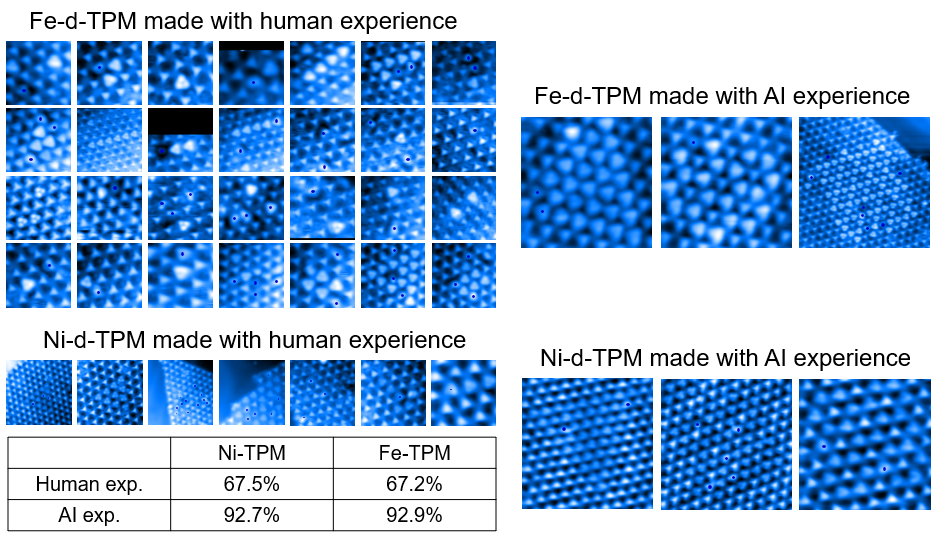 Fe-d-TPM made with human experience
Fe-d-TPM made with AI experience
Ni-d-TPM made with human experience
Ni-d-TPM made with AI experience
Ni-TPM Fe-TPM
Human exp. 67.5% 67.2%
AI exp. 92.7% 92.9%